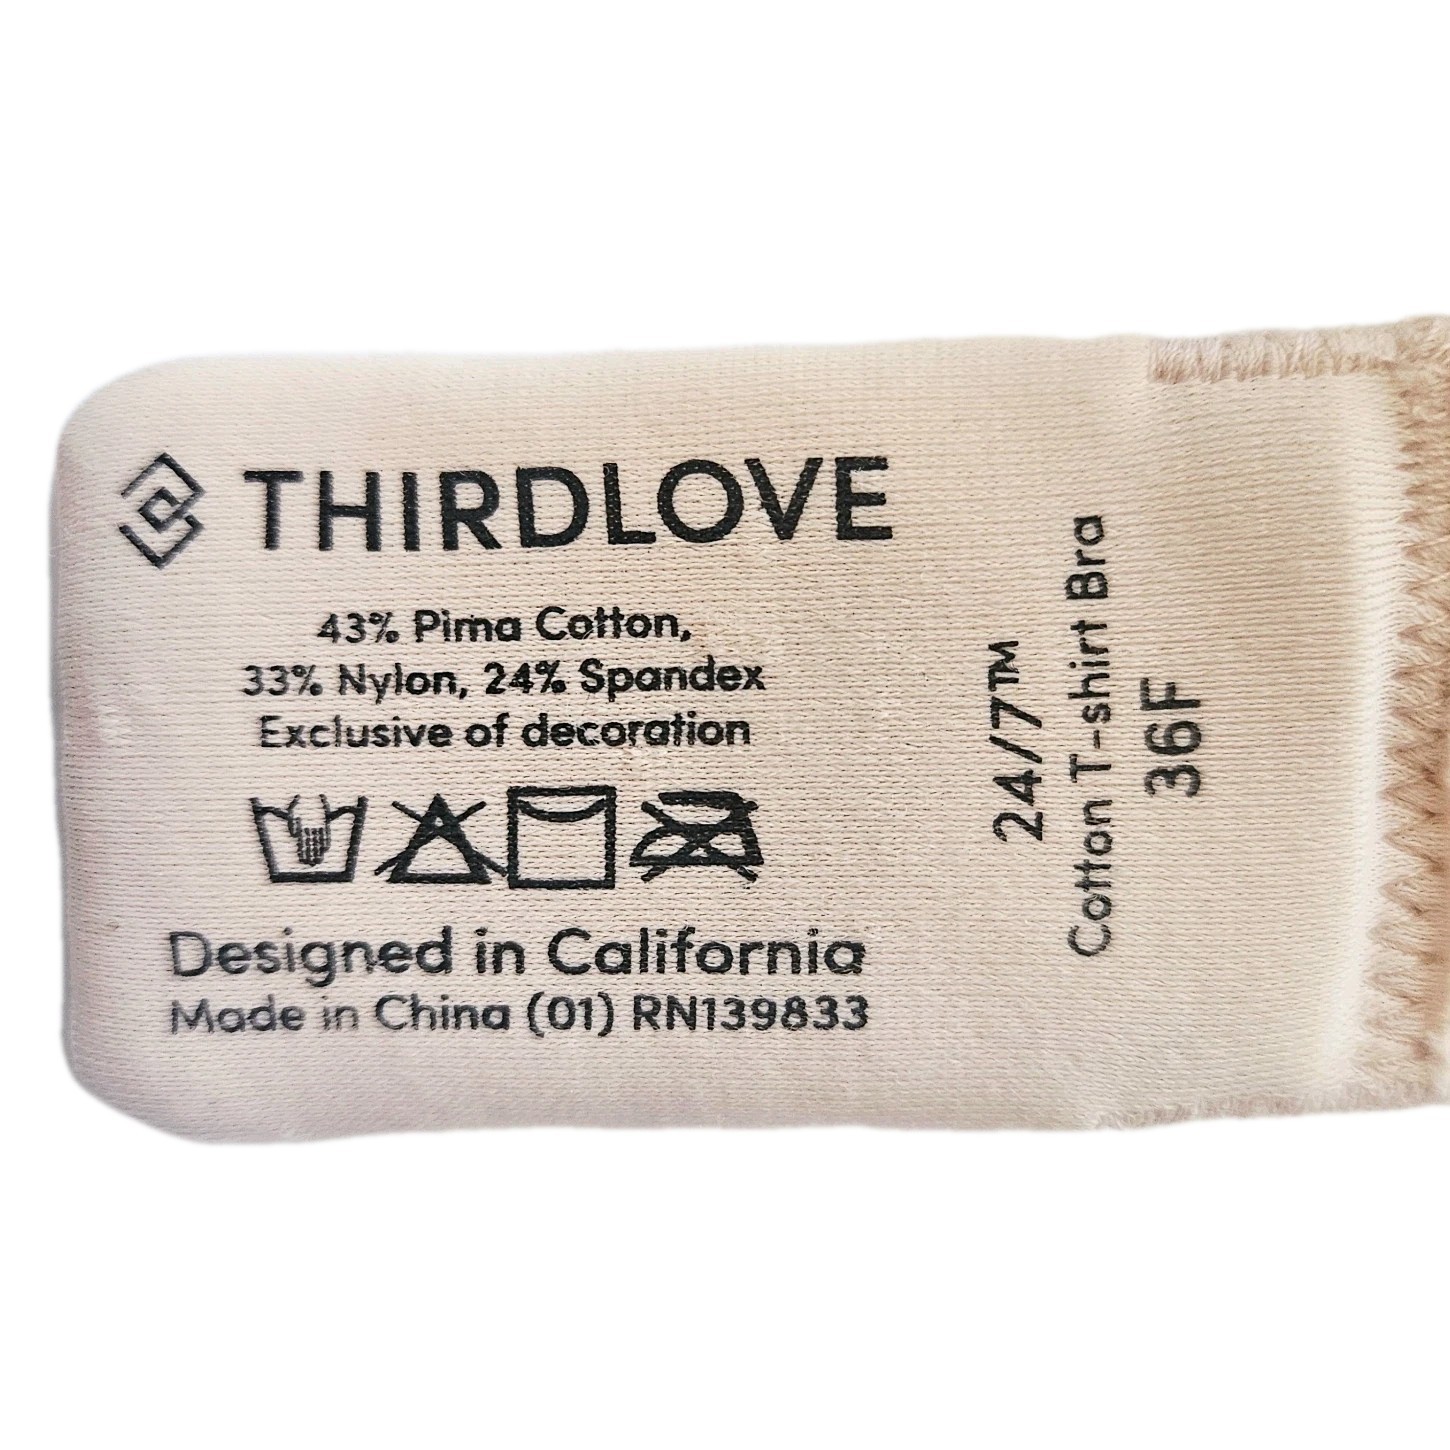 THIRDLOVE
43% Pima Cotton,
33% Nylon, 24% Spandex
Exclusive of decoration
Designed in California
Made in China (01) RN139833
24/7™
Cotton T-shirt Bra
36F